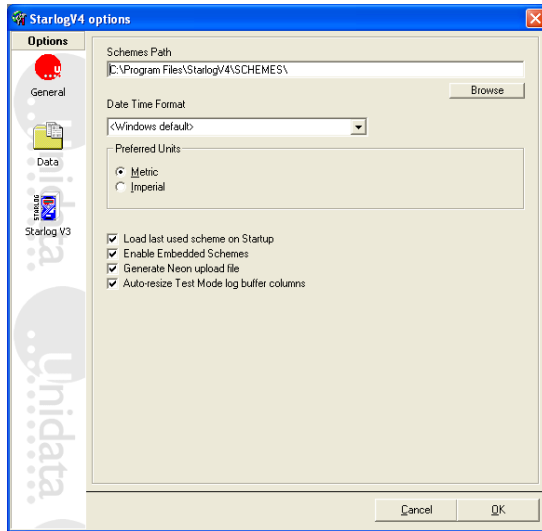 StarlogV4 options
Options
General
Data
STARLOG
Starlog V3
Unidata
Unidata
Schemes Path
C:\Program Files\StarlogV4\SCHEMES\
Browse
Date Time Format
<Windows default>
Preferred Units
Metric
Imperial
Load last used scheme on Startup
Enable Embedded Schemes
Generate Neon upload file
Auto-resize Test Mode log buffer columns
Cancel
OK